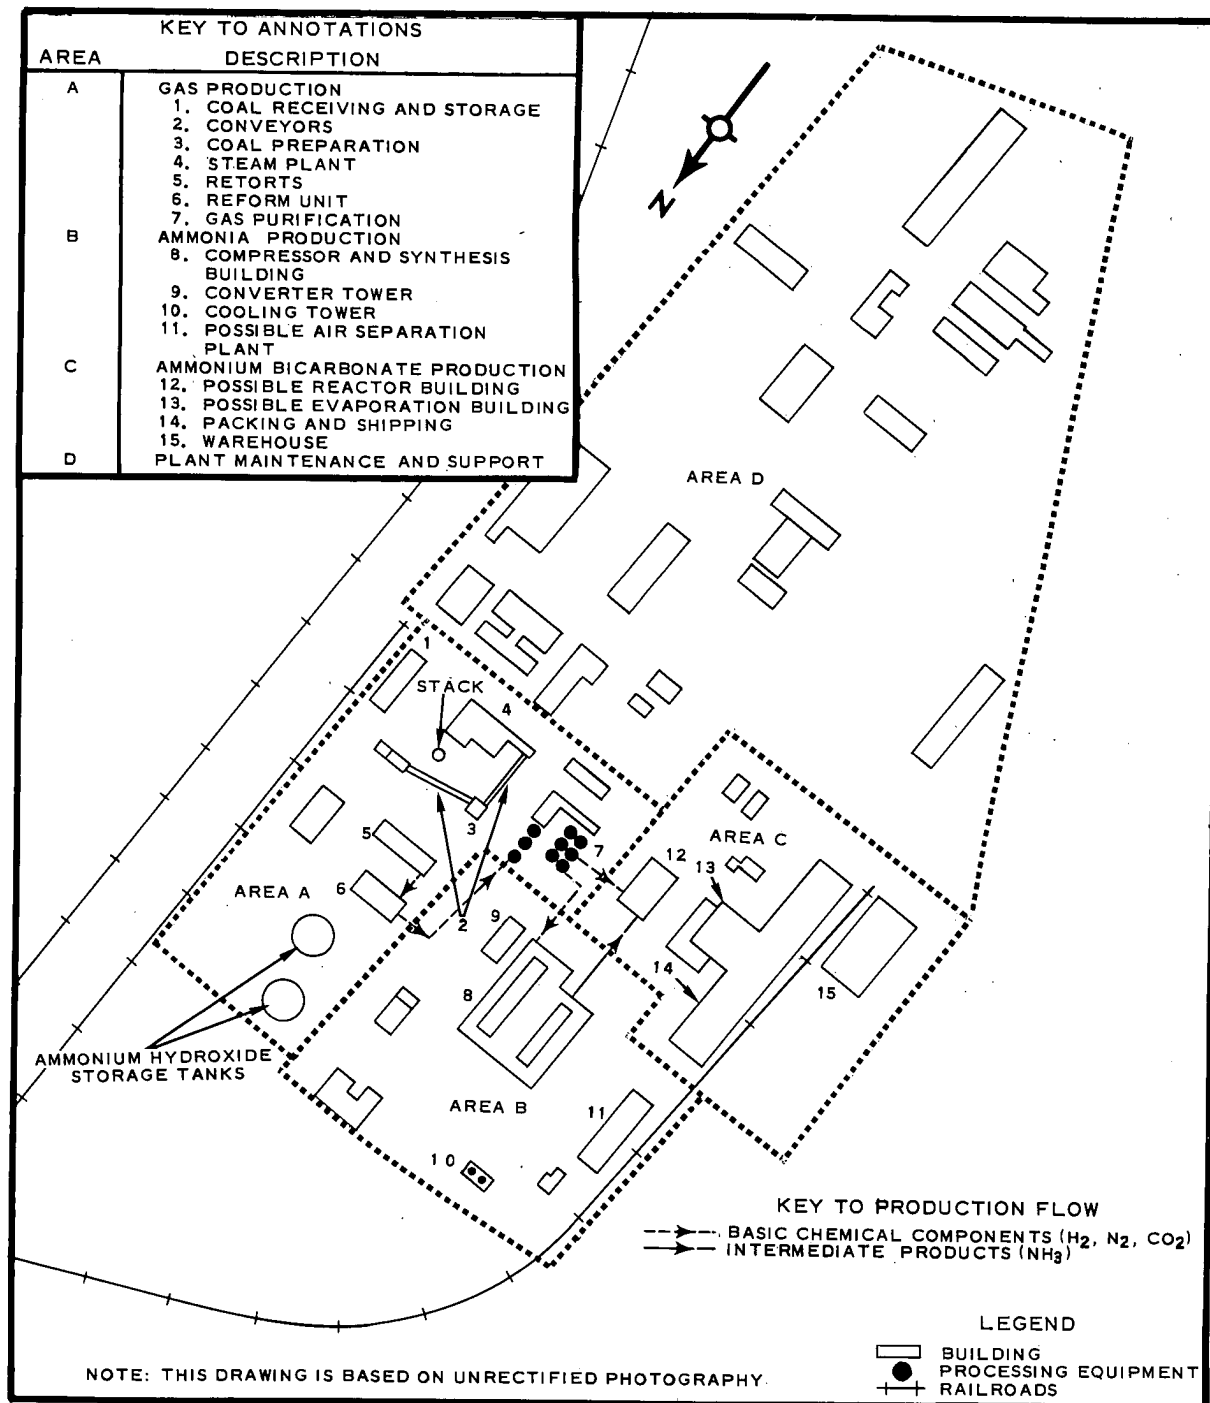 KEY TO ANNOTATIONS
AREA DESCRIPTION
A GAS PRODUCTION
1. COAL RECEIVING AND STORAGE
2. CONVEYORS
3. COAL PREPARATION
4. STEAM PLANT
5. RETORTS
6. REFORM UNIT
7. GAS PURIFICATION
B AMMONIA PRODUCTION
8. COMPRESSOR AND SYNTHESIS
BUILDING
9. CONVERTER TOWER
10. COOLING TOWER
11. POSSIBLE AIR SEPARATION
PLANT
C AMMONIUM BICARBONATE PRODUCTION
12. POSSIBLE REACTOR BUILDING
13. POSSIBLE EVAPORATION BUILDING
14. PACKING AND SHIPPING
15. WAREHOUSE
D PLANT MAINTENANCE AND SUPPORT
N
AREA D
1
STACK
4
3
5
7
AREA C
12
13
6
AREA A
2
9
8
14
15
AMMONIUM HYDROXIDE
STORAGE TANKS
AREA B
11
10
KEY TO PRODUCTION FLOW
BASIC CHEMICAL COMPONENTS (H₂, N₂, CO₂)
INTERMEDIATE PRODUCTS (NH₃)
LEGEND
BUILDING
PROCESSING EQUIPMENT
RAILROADS
NOTE: THIS DRAWING IS BASED ON UNRECTIFIED PHOTOGRAPHY.